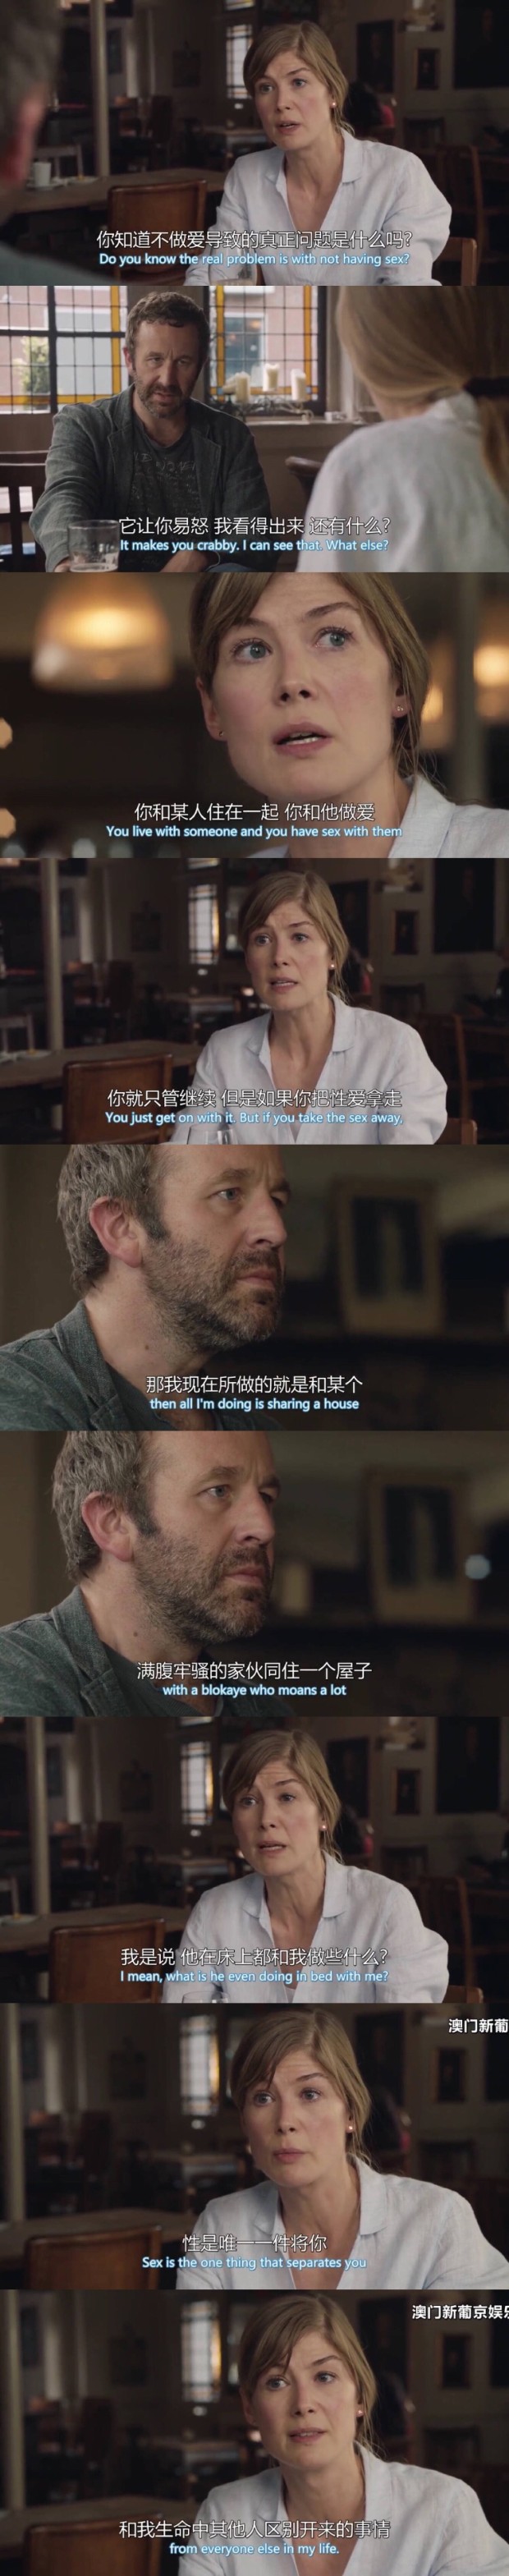 你知道不做爱导致的真正问题是什么吗?
Do you know the real problem is with not having sex?
它让你易怒 我看得出来 还有什么?
It makes you crabby. I can see that. What else?
你和某人住在一起 你和他做爱
You live with someone and you have sex with them
你就只管继续 但是如果你把性爱拿走
You just get on with it. But if you take the sex away,
那我现在所做的就是和某个
then all I'm doing is sharing a house
满腹牢骚的家伙同住一个屋子
with a blokaye who moans a lot
我是说 他在床上都和我做些什么?
I mean, what is he even doing in bed with me?
澳门新葡
性是唯一一件将你
Sex is the one thing that separates you
澳门新葡京娱
和我生命中其他人区别开来的事情
from everyone else in my life.